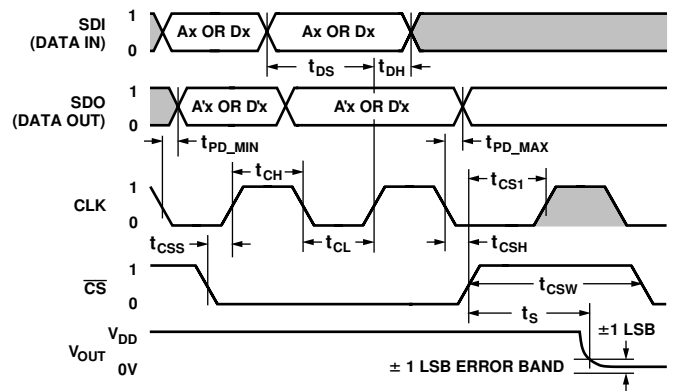 SDI
(DATA IN)
1
0
Ax OR Dx
Ax OR Dx
tDS
tDH
SDO
(DATA OUT)
1
0
A'x OR D'x
A'x OR D'x
tPD_MIN
tPD_MAX
tCH
tCS1
CLK
1
0
tCSS
tCL
tCSH
CS
1
0
tCSW
tS
±1 LSB
VOUT
VDD
0V
± 1 LSB ERROR BAND